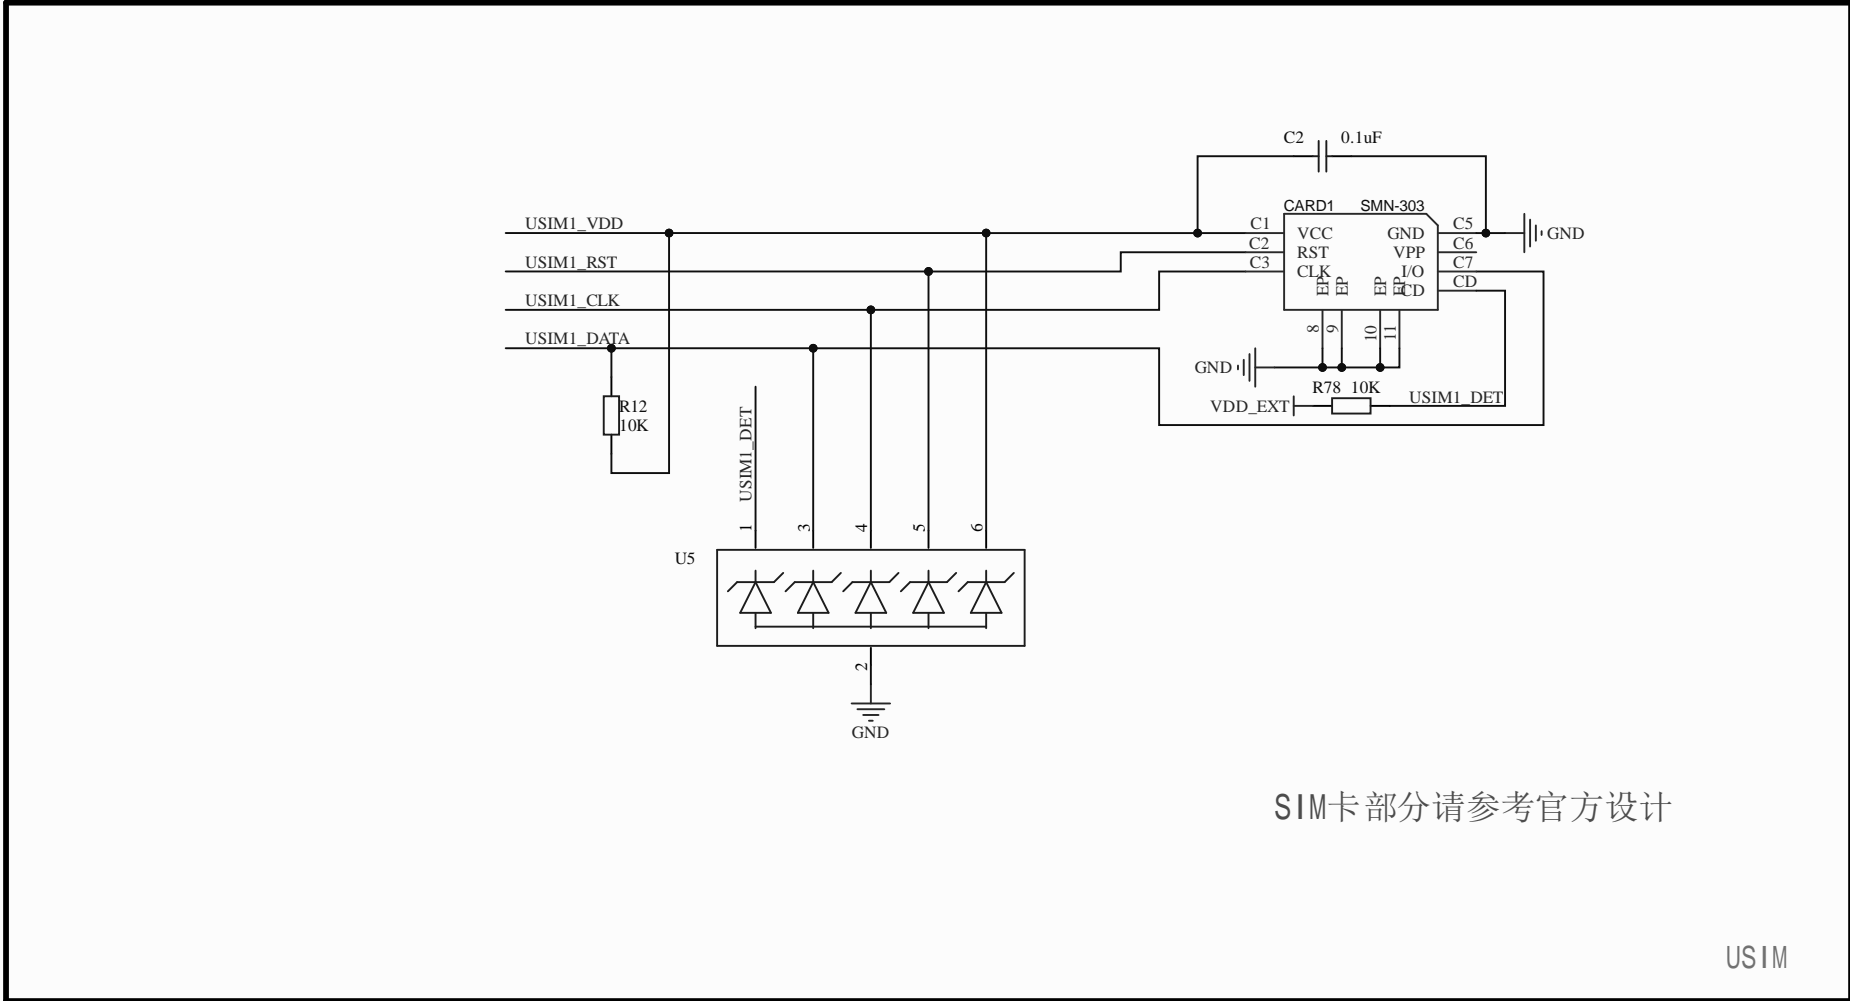 C2 0.1uF
CARD1 SMN-303
USIM1_VDD
C1 VCC GND C5 GND
C2 RST VPP C6
USIM1_RST
C3 CLK I/O C7
EP EP EP EP CD CD
USIM1_CLK
8 9 10 11
USIM1_DATA
GND
R78 10K
VDD_EXT USIM1_DET
R12
10K
USIM1_DET
1 3 4 5 6
U5
2
GND
SIM卡部分请参考官方设计
USIM